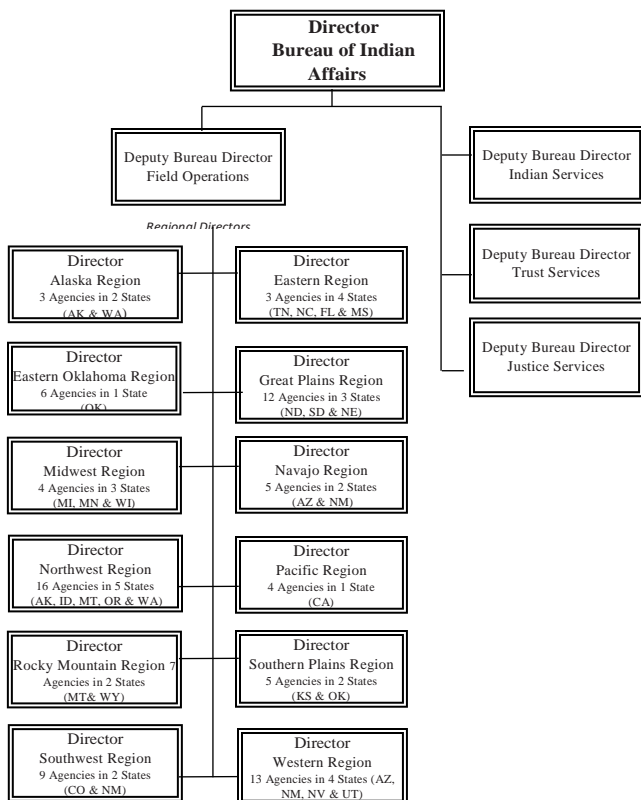 Director
Bureau of Indian
Affairs
Deputy Bureau Director
Field Operations
Deputy Bureau Director
Indian Services
Deputy Bureau Director
Trust Services
Deputy Bureau Director
Justice Services
Regional Directors
Director
Alaska Region
3 Agencies in 2 States
(AK & WA)
Director
Eastern Region
3 Agencies in 4 States
(TN, NC, FL & MS)
Director
Eastern Oklahoma Region
6 Agencies in 1 State
(OK)
Director
Great Plains Region
12 Agencies in 3 States
(ND, SD & NE)
Director
Midwest Region
4 Agencies in 3 States
(MI, MN & WI)
Director
Navajo Region
5 Agencies in 2 States
(AZ & NM)
Director
Northwest Region
16 Agencies in 5 States
(AK, ID, MT, OR & WA)
Director
Pacific Region
4 Agencies in 1 State
(CA)
Director
Rocky Mountain Region 7
Agencies in 2 States
(MT& WY)
Director
Southern Plains Region
5 Agencies in 2 States
(KS & OK)
Director
Southwest Region
9 Agencies in 2 States
(CO & NM)
Director
Western Region
13 Agencies in 4 States (AZ,
NM, NV & UT)